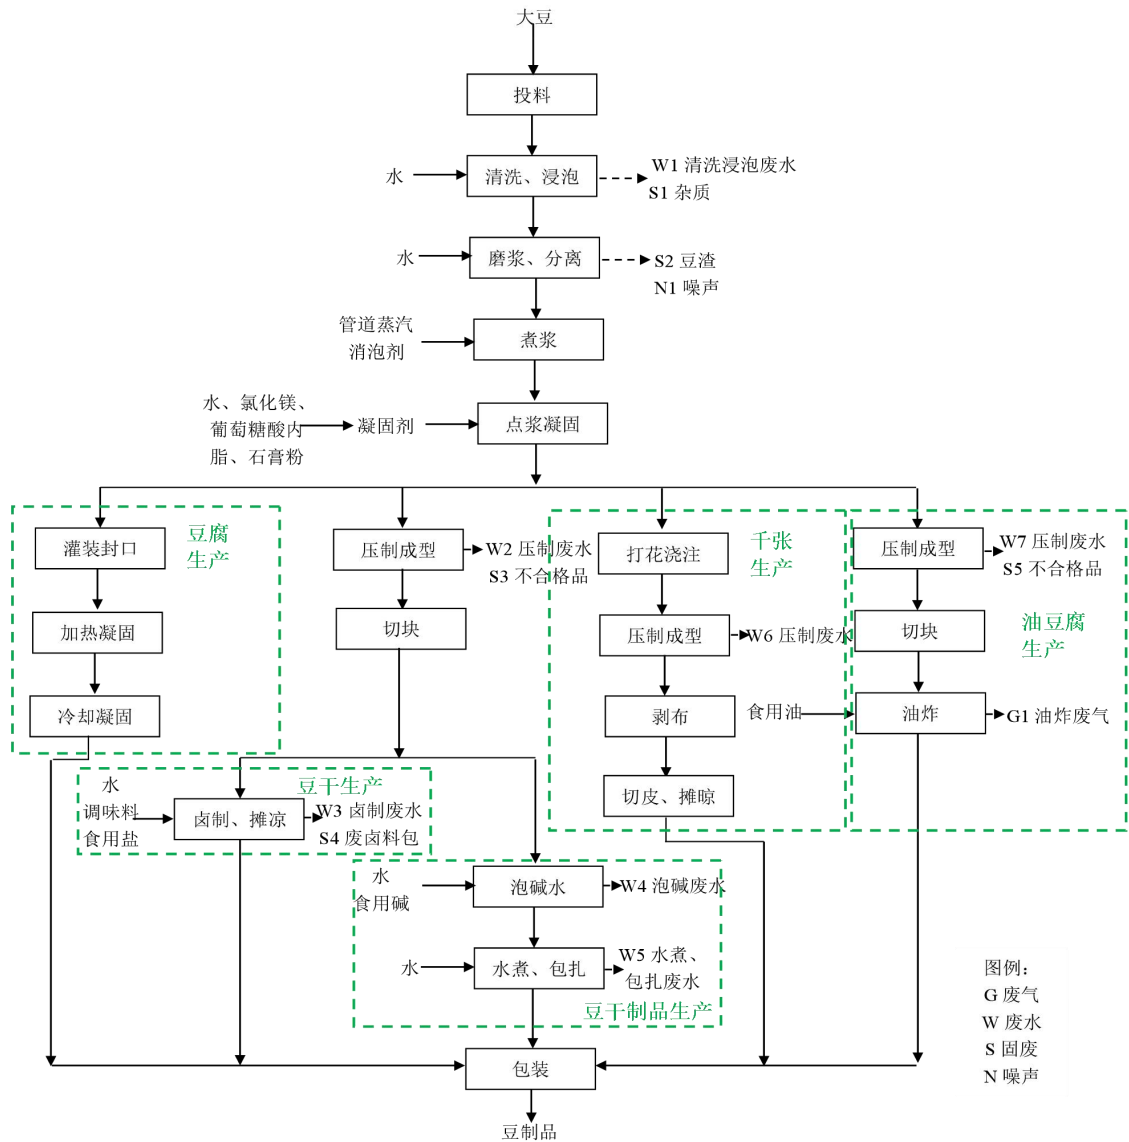 大豆
投料
水
清洗、浸泡
W1 清洗浸泡废水
S1 杂质
水
磨浆、分离
S2 豆渣
N1 噪声
管道蒸汽
消泡剂
煮浆
水、氯化镁、
葡萄糖酸内
脂、石膏粉
凝固剂
点浆凝固
豆腐
生产
灌装封口
加热凝固
冷却凝固
压制成型
W2 压制废水
S3 不合格品
切块
千张
生产
打花浇注
压制成型
W6 压制废水
剥布
切皮、摊晾
油豆腐
生产
压制成型
W7 压制废水
S5 不合格品
切块
食用油
油炸
G1 油炸废气
豆干生产
水
调味料
食用盐
卤制、摊凉
W3 卤制废水
S4 废卤料包
水
食用碱
泡碱水
W4 泡碱废水
水
水煮、包扎
W5 水煮、
包扎废水
豆干制品生产
包装
豆制品
图例：
G 废气
W 废水
S 固废
N 噪声